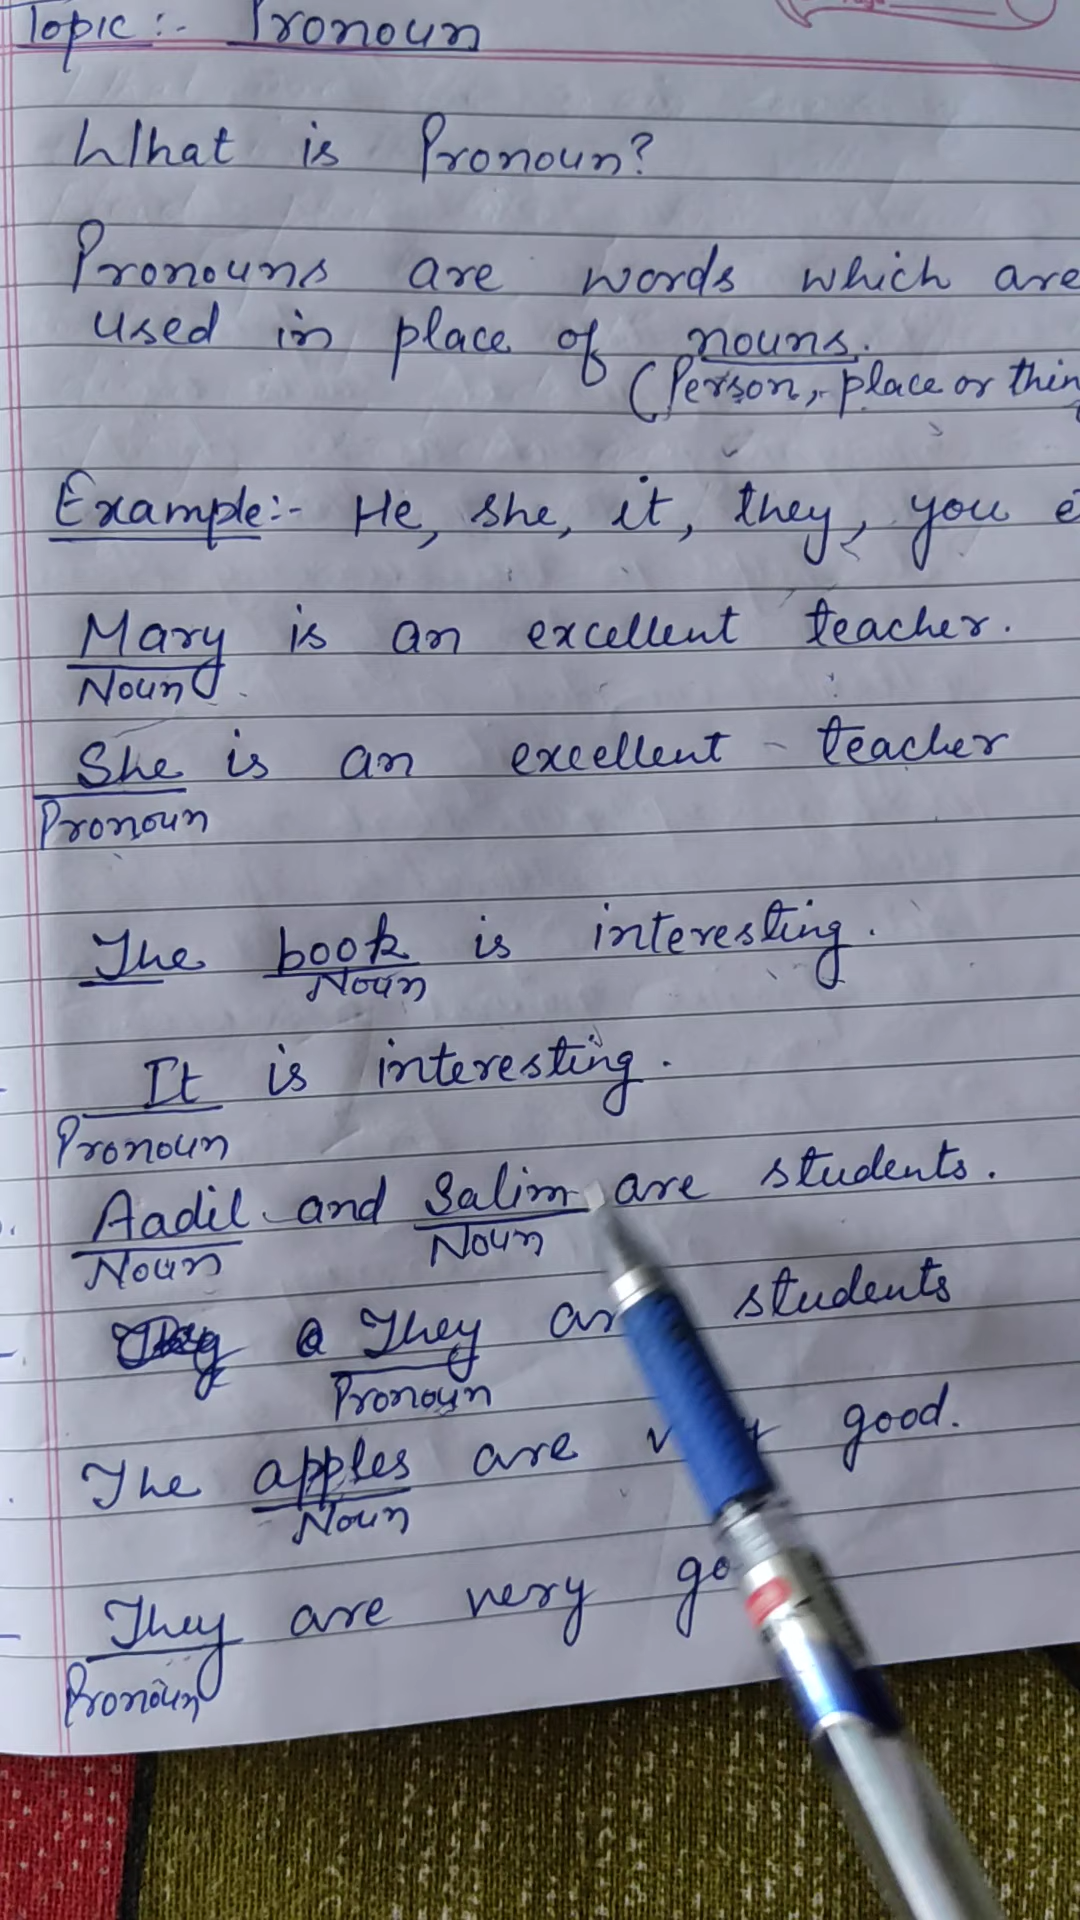 Topic :- Pronoun
What is Pronoun?
Pronouns are words which are
used in place of nouns.
(Person, place or thin
Example:- He, she, it, they, you e
Mary is an excellent teacher.
Noun
She is an excellent teacher
Pronoun
The book is interesting.
Noun
It is interesting.
Pronoun
Aadil and Salim are students.
Noun Noun
They are students
Pronoun
The apples are good.
Noun
They are very go
Pronoun